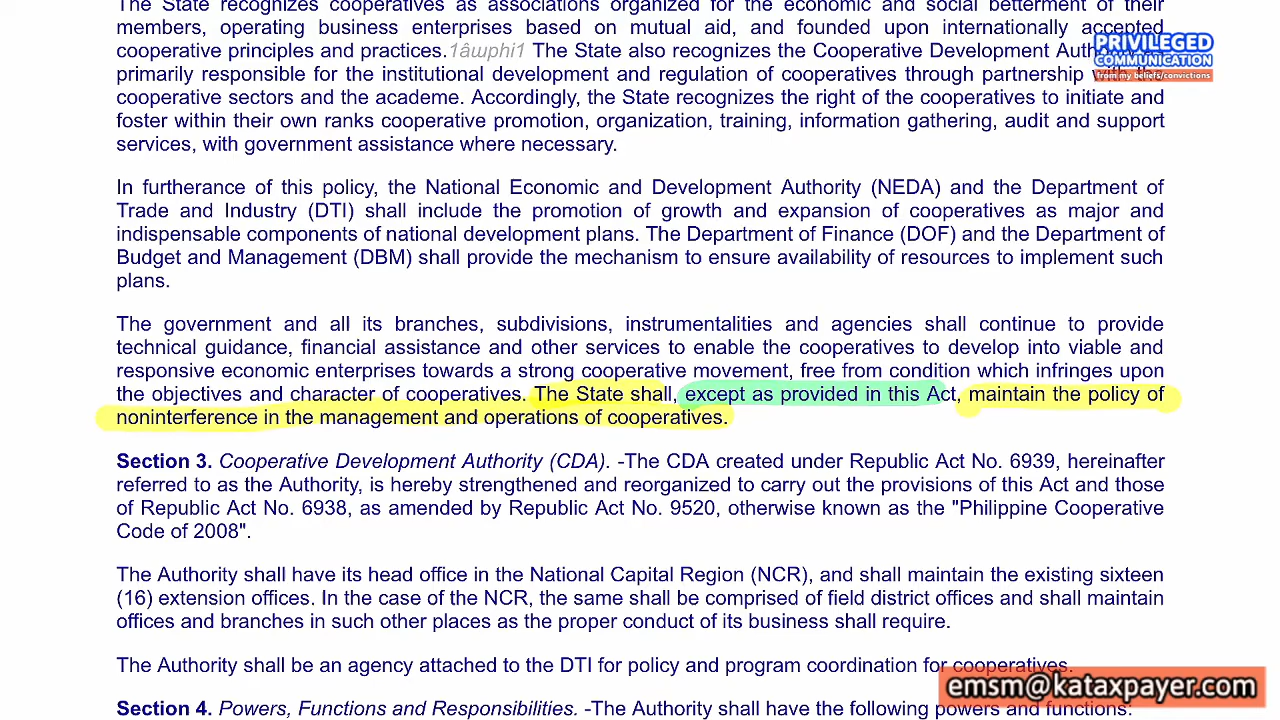 The State recognizes cooperatives as associations organized for the economic and social betterment of their
members, operating business enterprises based on mutual aid, and founded upon internationally accepted
cooperative principles and practices.1âwphi1 The State also recognizes the Cooperative Development Auth
primarily responsible for the institutional development and regulation of cooperatives through partnership with the
cooperative sectors and the academe. Accordingly, the State recognizes the right of the cooperatives to initiate and
foster within their own ranks cooperative promotion, organization, training, information gathering, audit and support
services, with government assistance where necessary.
PRIVILEGED
COMMUNICATION
from my beliefs/convictions
In furtherance of this policy, the National Economic and Development Authority (NEDA) and the Department of
Trade and Industry (DTI) shall include the promotion of growth and expansion of cooperatives as major and
indispensable components of national development plans. The Department of Finance (DOF) and the Department of
Budget and Management (DBM) shall provide the mechanism to ensure availability of resources to implement such
plans.
The government and all its branches, subdivisions, instrumentalities and agencies shall continue to provide
technical guidance, financial assistance and other services to enable the cooperatives to develop into viable and
responsive economic enterprises towards a strong cooperative movement, free from condition which infringes upon
the objectives and character of cooperatives. The State shall, except as provided in this Act, maintain the policy of
noninterference in the management and operations of cooperatives.
Section 3. Cooperative Development Authority (CDA). -The CDA created under Republic Act No. 6939, hereinafter
referred to as the Authority, is hereby strengthened and reorganized to carry out the provisions of this Act and those
of Republic Act No. 6938, as amended by Republic Act No. 9520, otherwise known as the "Philippine Cooperative
Code of 2008".
The Authority shall have its head office in the National Capital Region (NCR), and shall maintain the existing sixteen
(16) extension offices. In the case of the NCR, the same shall be comprised of field district offices and shall maintain
offices and branches in such other places as the proper conduct of its business shall require.
The Authority shall be an agency attached to the DTI for policy and program coordination for cooperatives.
emsm@kataxpayer.com
Section 4. Powers, Functions and Responsibilities. -The Authority shall have the following powers and functions: